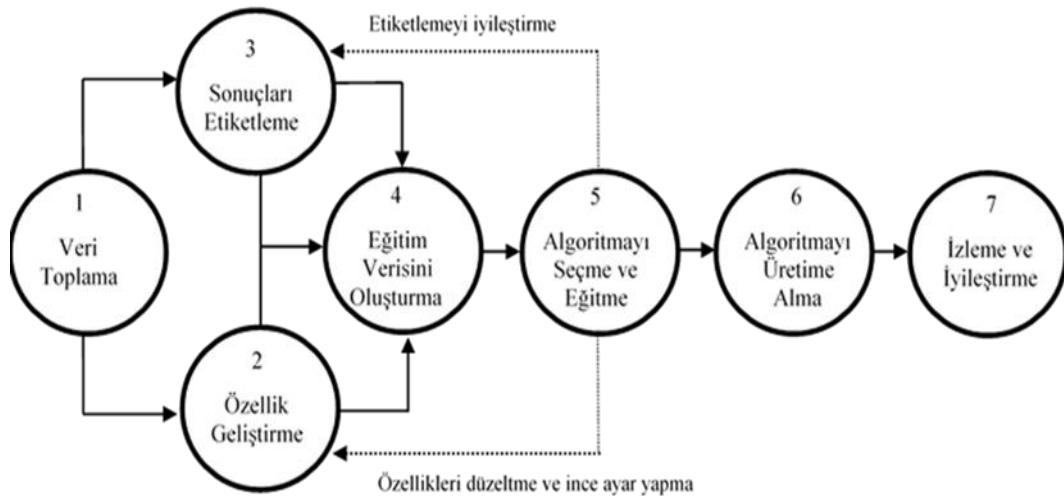 Etiketlemeyi iyileştirme
3
Sonuçları
Etiketleme
1
Veri
Toplama
4
Eğitim
Verisini
Oluşturma
5
Algoritmayı
Seçme ve
Eğitme
6
Algoritmayı
Üretime
Alma
7
İzleme ve
İyileştirme
2
Özellik
Geliştirme
Özellikleri düzeltme ve ince ayar yapma